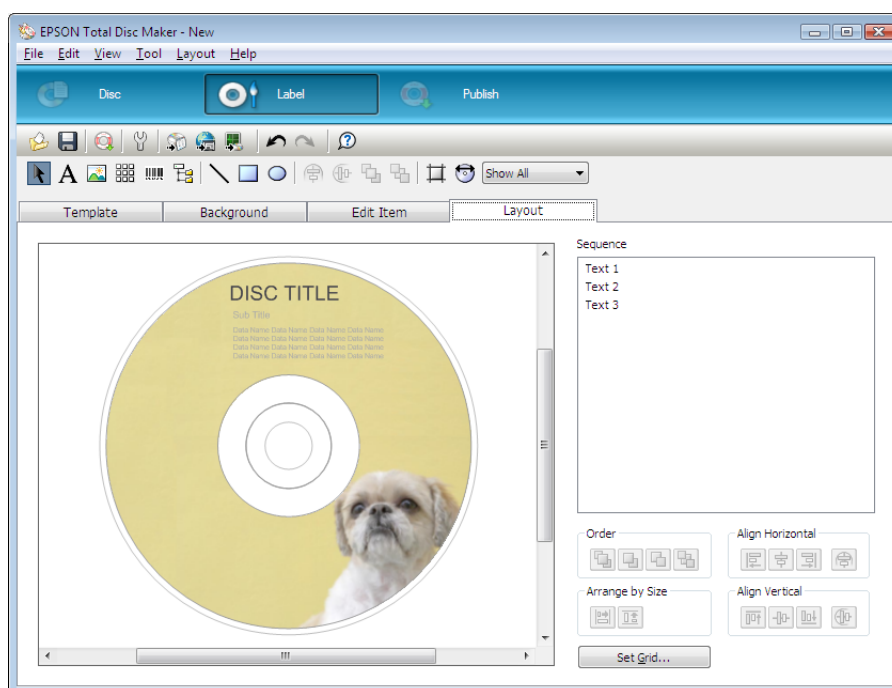 EPSON Total Disc Maker - New
File Edit View Tool Layout Help
Disc Label Publish
A Show All
Template Background Edit Item Layout
Sequence
Text 1
Text 2
Text 3
DISC TITLE
Sub Title
Data Name Data Name Data Name Data Name
Data Name Data Name Data Name Data Name
Data Name Data Name Data Name Data Name
Data Name Data Name Data Name Data Name
Order Align Horizontal
Arrange by Size Align Vertical
Set Grid...